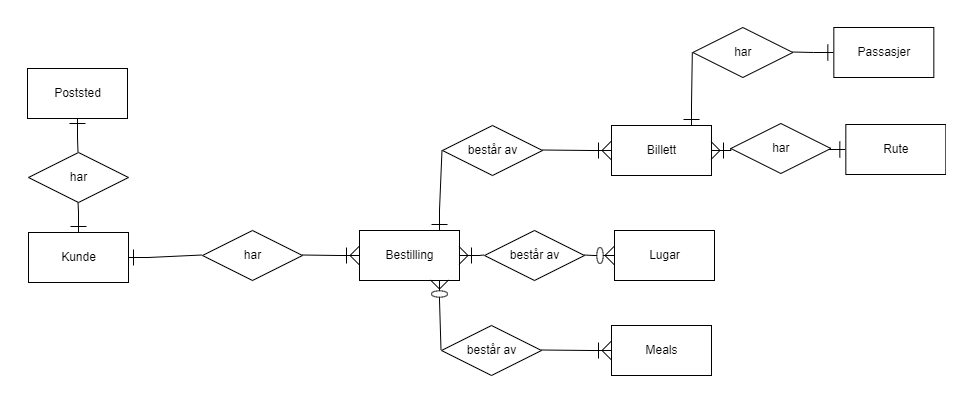 har
Passasjer
Poststed
består av
Billett
har
Rute
har
Kunde
har
Bestilling
består av
Lugar
består av
Meals